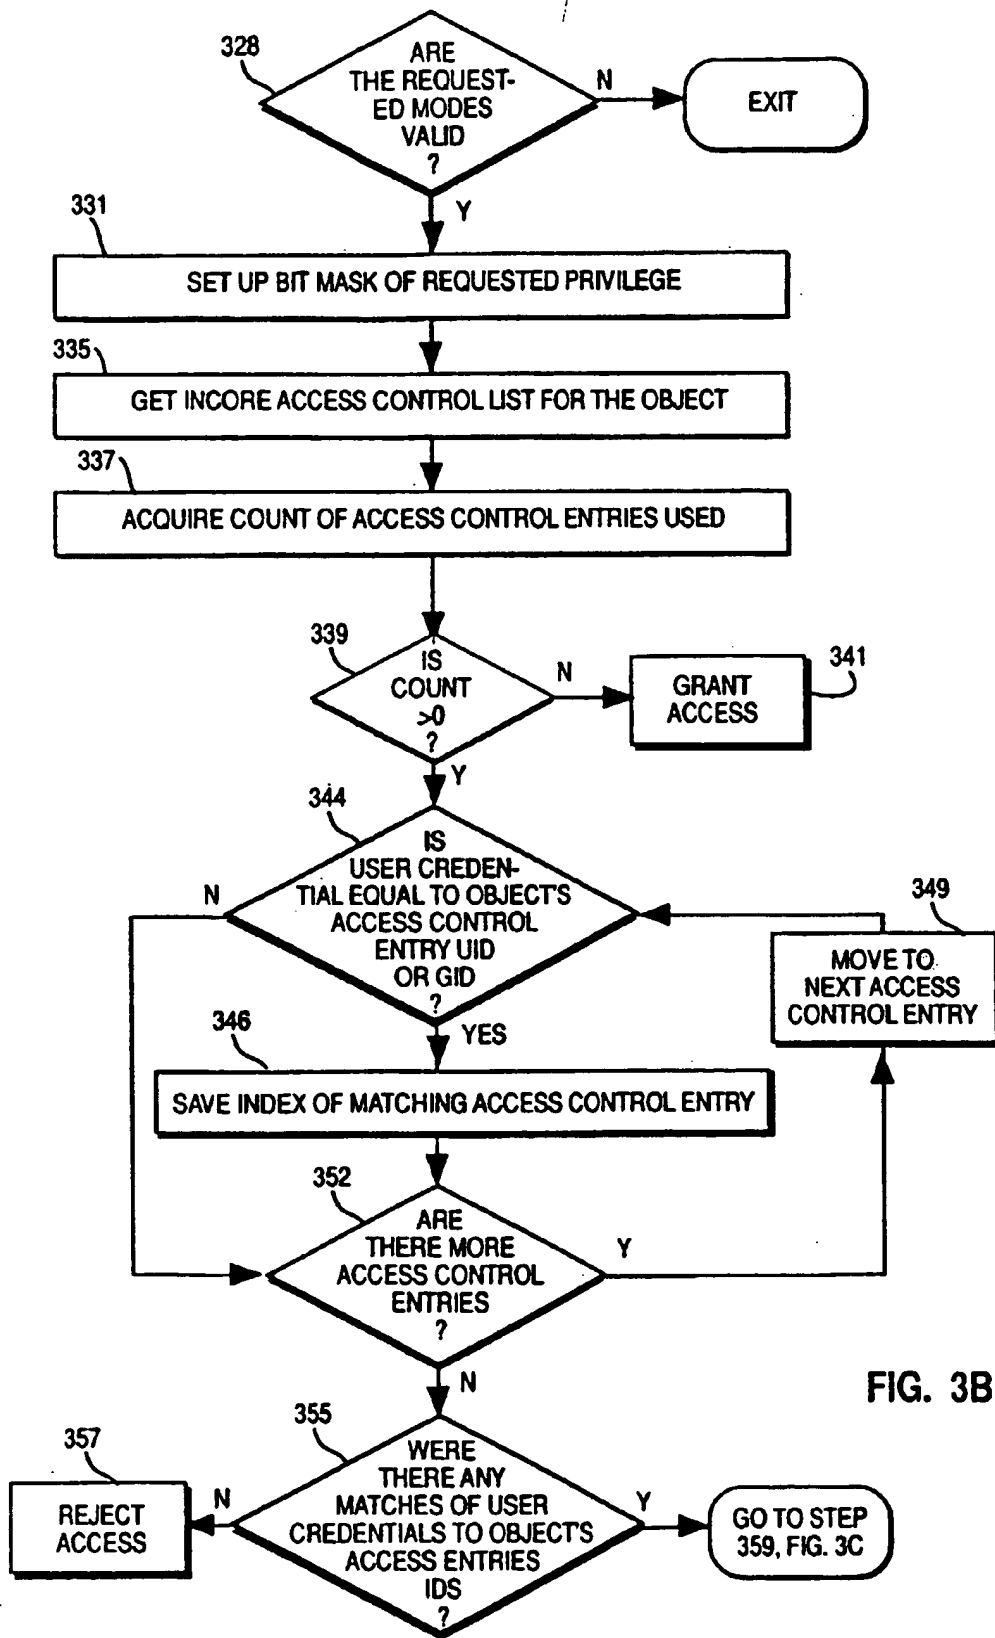 328
ARE
THE REQUEST-
ED MODES
VALID
?
N
EXIT
Y
331
SET UP BIT MASK OF REQUESTED PRIVILEGE
335
GET INCORE ACCESS CONTROL LIST FOR THE OBJECT
337
ACQUIRE COUNT OF ACCESS CONTROL ENTRIES USED
339
IS
COUNT
>0
?
N
GRANT
ACCESS
341
Y
344
IS
USER CREDEN-
TIAL EQUAL TO OBJECT'S
ACCESS CONTROL
ENTRY UID
OR GID
?
N
349
MOVE TO
NEXT ACCESS
CONTROL ENTRY
YES
346
SAVE INDEX OF MATCHING ACCESS CONTROL ENTRY
352
ARE
THERE MORE
ACCESS CONTROL
ENTRIES
?
Y
N
FIG. 3B
355
WERE
THERE ANY
MATCHES OF USER
CREDENTIALS TO OBJECT'S
ACCESS ENTRIES
IDS
?
357
N
REJECT
ACCESS
Y
GO TO STEP
359, FIG. 3C